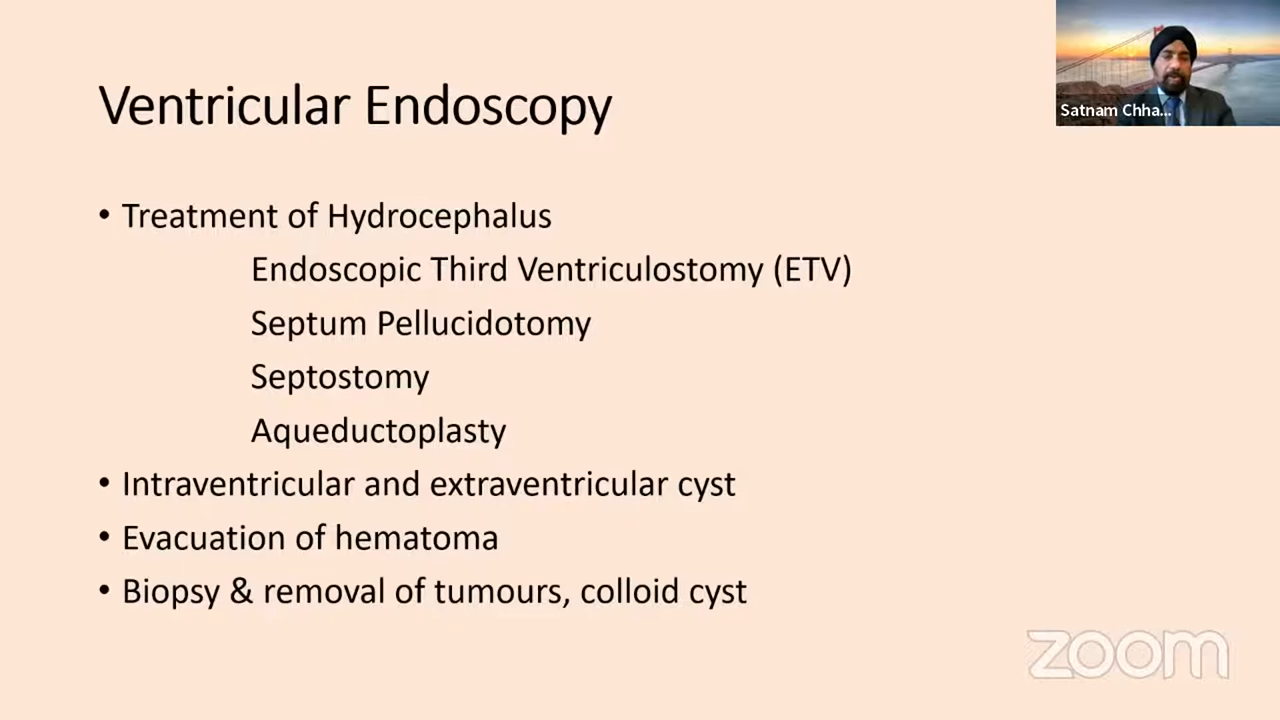 Ventricular Endoscopy
Satnam Chha...
• Treatment of Hydrocephalus
Endoscopic Third Ventriculostomy (ETV)
Septum Pellucidotomy
Septostomy
Aqueductoplasty
• Intraventricular and extraventricular cyst
• Evacuation of hematoma
• Biopsy & removal of tumours, colloid cyst
zoom